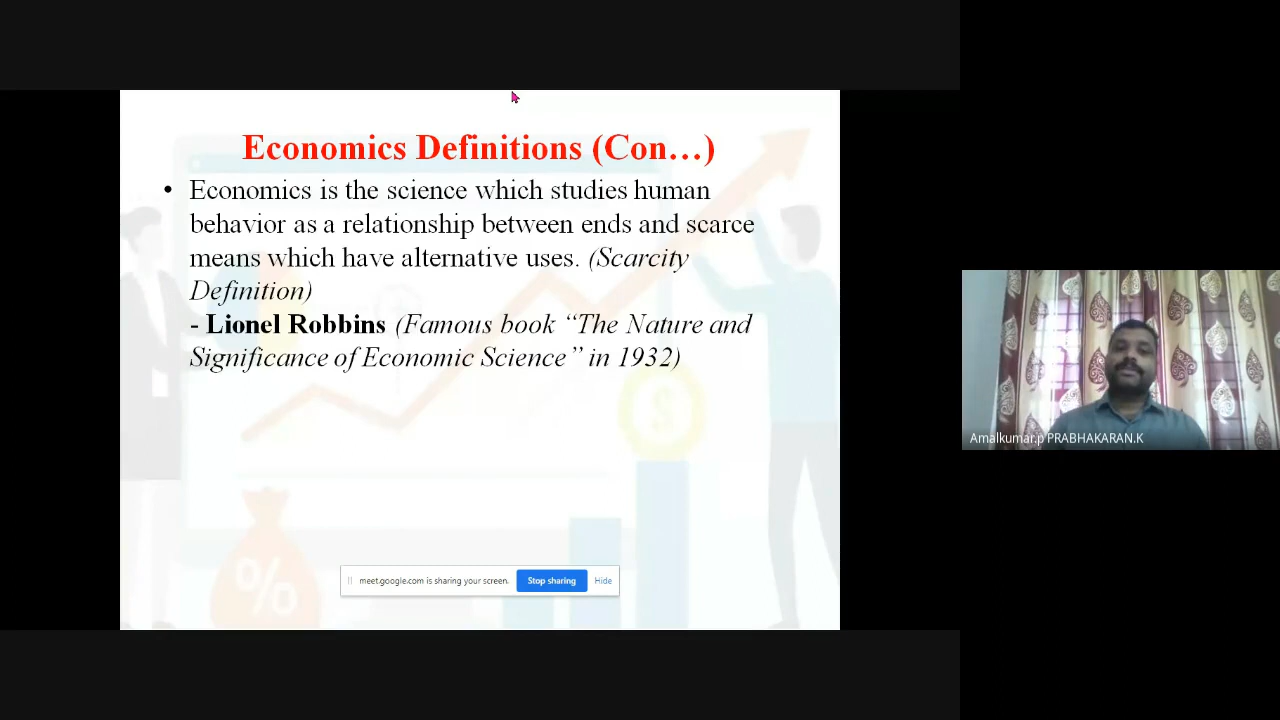 Economics Definitions (Con…)
• Economics is the science which studies human
behavior as a relationship between ends and scarce
means which have alternative uses. (Scarcity
Definition)
- Lionel Robbins (Famous book “The Nature and
Significance of Economic Science” in 1932)
$
%
meet.google.com is sharing your screen. Stop sharing Hide
Amalkumar.p PRABHAKARAN.K